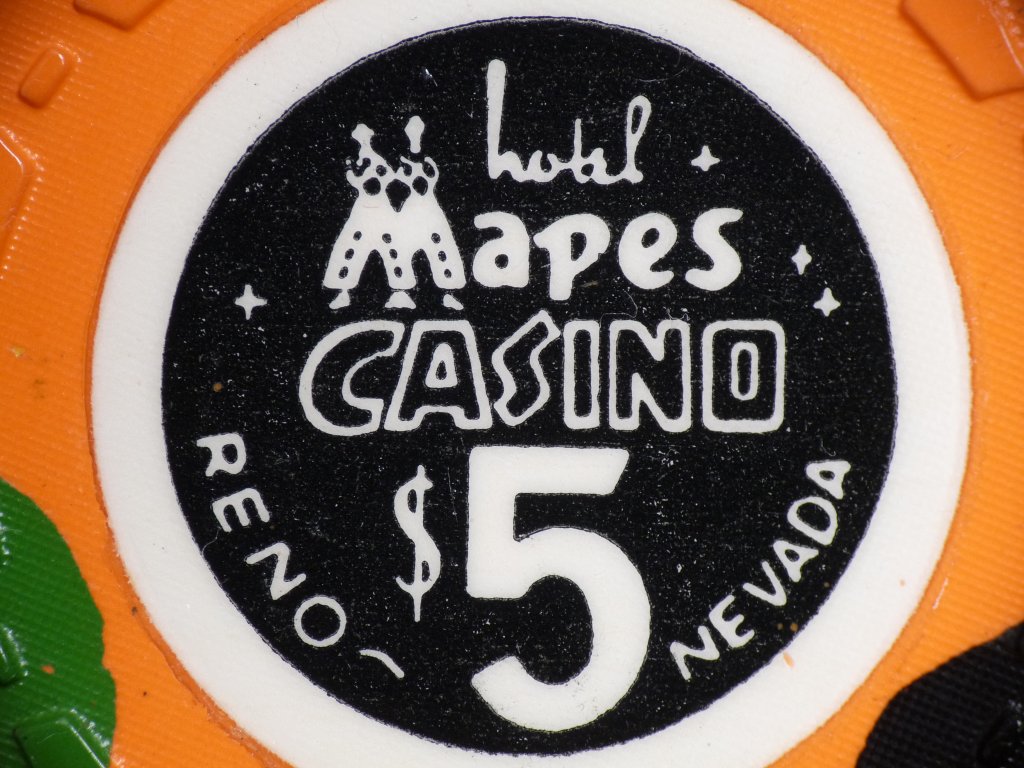 hotel
Mapes
CASINO
$5
RENO, NEVADA